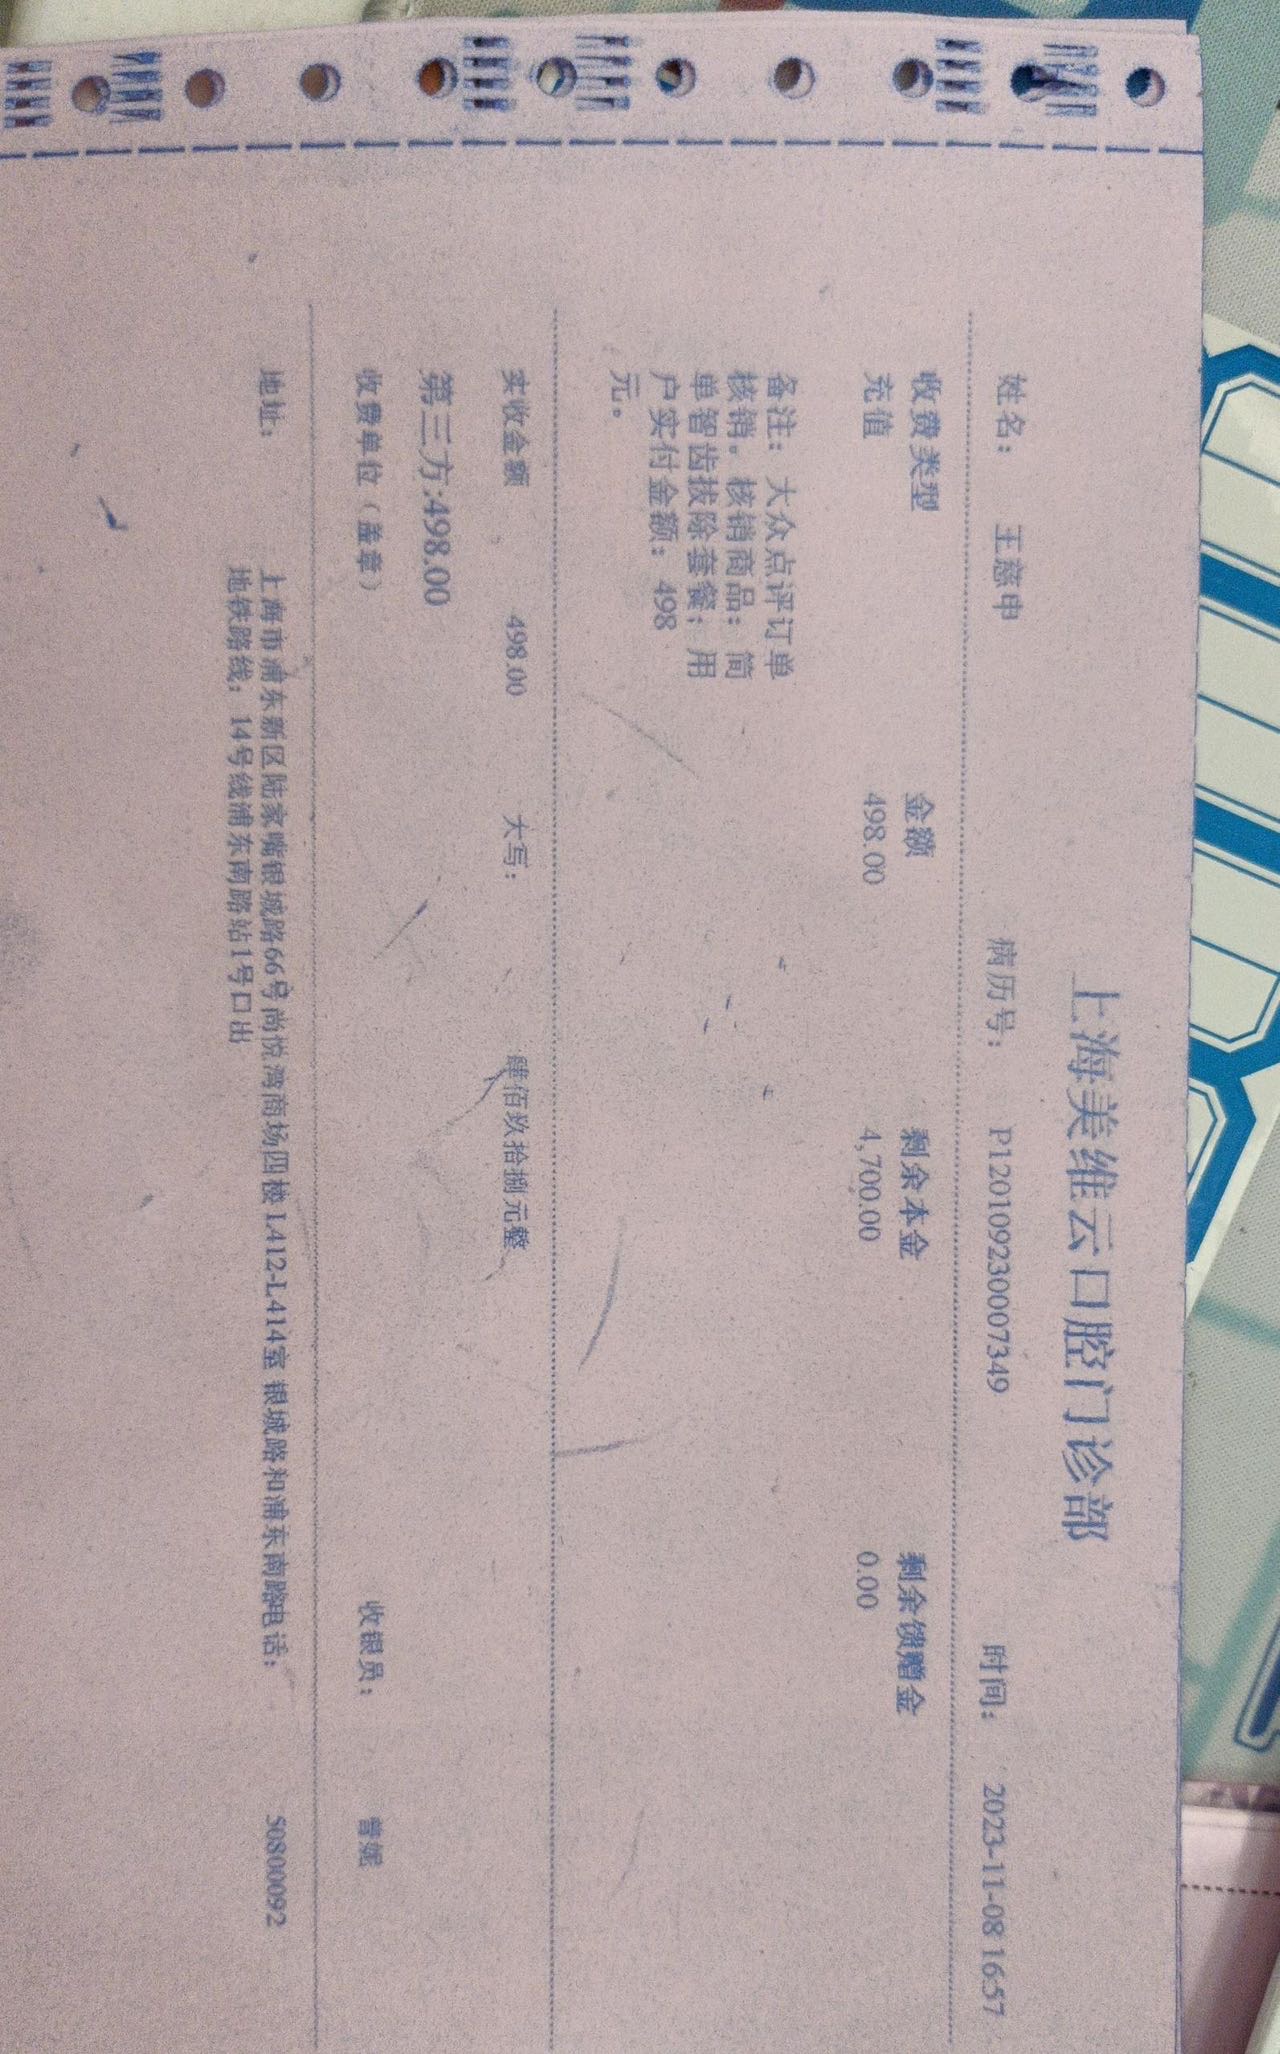 上海美维云口腔门诊部
姓名： 王慈申 病历号： P120109230007349 时间： 2023-11-08 16:57
收费类型 金额 剩余本金 剩余馈赠金
充值 498.00 4,700.00 0.00
备注：大众点评订单
核销。核销商品：简
单智齿拔除套餐；用
户实付金额：498
元。
实收金额 498.00 大写： 肆佰玖拾捌元整
第三方:498.00
收费单位（盖章） 收银员： 曾妮
地址： 上海市浦东新区陆家嘴银城路66号尚悦湾商场四楼L412-L414室 银城路和浦东南路电话： 50800092
地铁路线：14号线浦东南路站1号口出